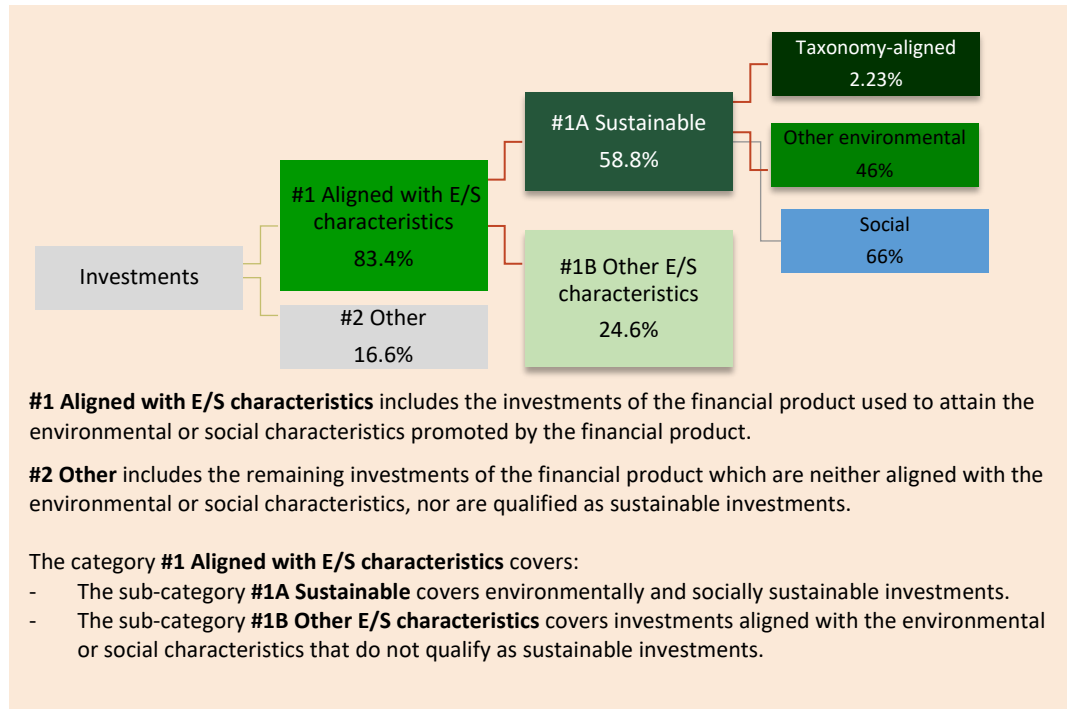 Taxonomy-aligned
2.23%
#1A Sustainable
58.8%
Other environmental
46%
#1 Aligned with E/S
characteristics
83.4%
Social
66%
Investments
#1B Other E/S
characteristics
24.6%
#2 Other
16.6%
#1 Aligned with E/S characteristics includes the investments of the financial product used to attain the
environmental or social characteristics promoted by the financial product.
#2 Other includes the remaining investments of the financial product which are neither aligned with the
environmental or social characteristics, nor are qualified as sustainable investments.
The category #1 Aligned with E/S characteristics covers:
- The sub-category #1A Sustainable covers environmentally and socially sustainable investments.
- The sub-category #1B Other E/S characteristics covers investments aligned with the environmental
or social characteristics that do not qualify as sustainable investments.